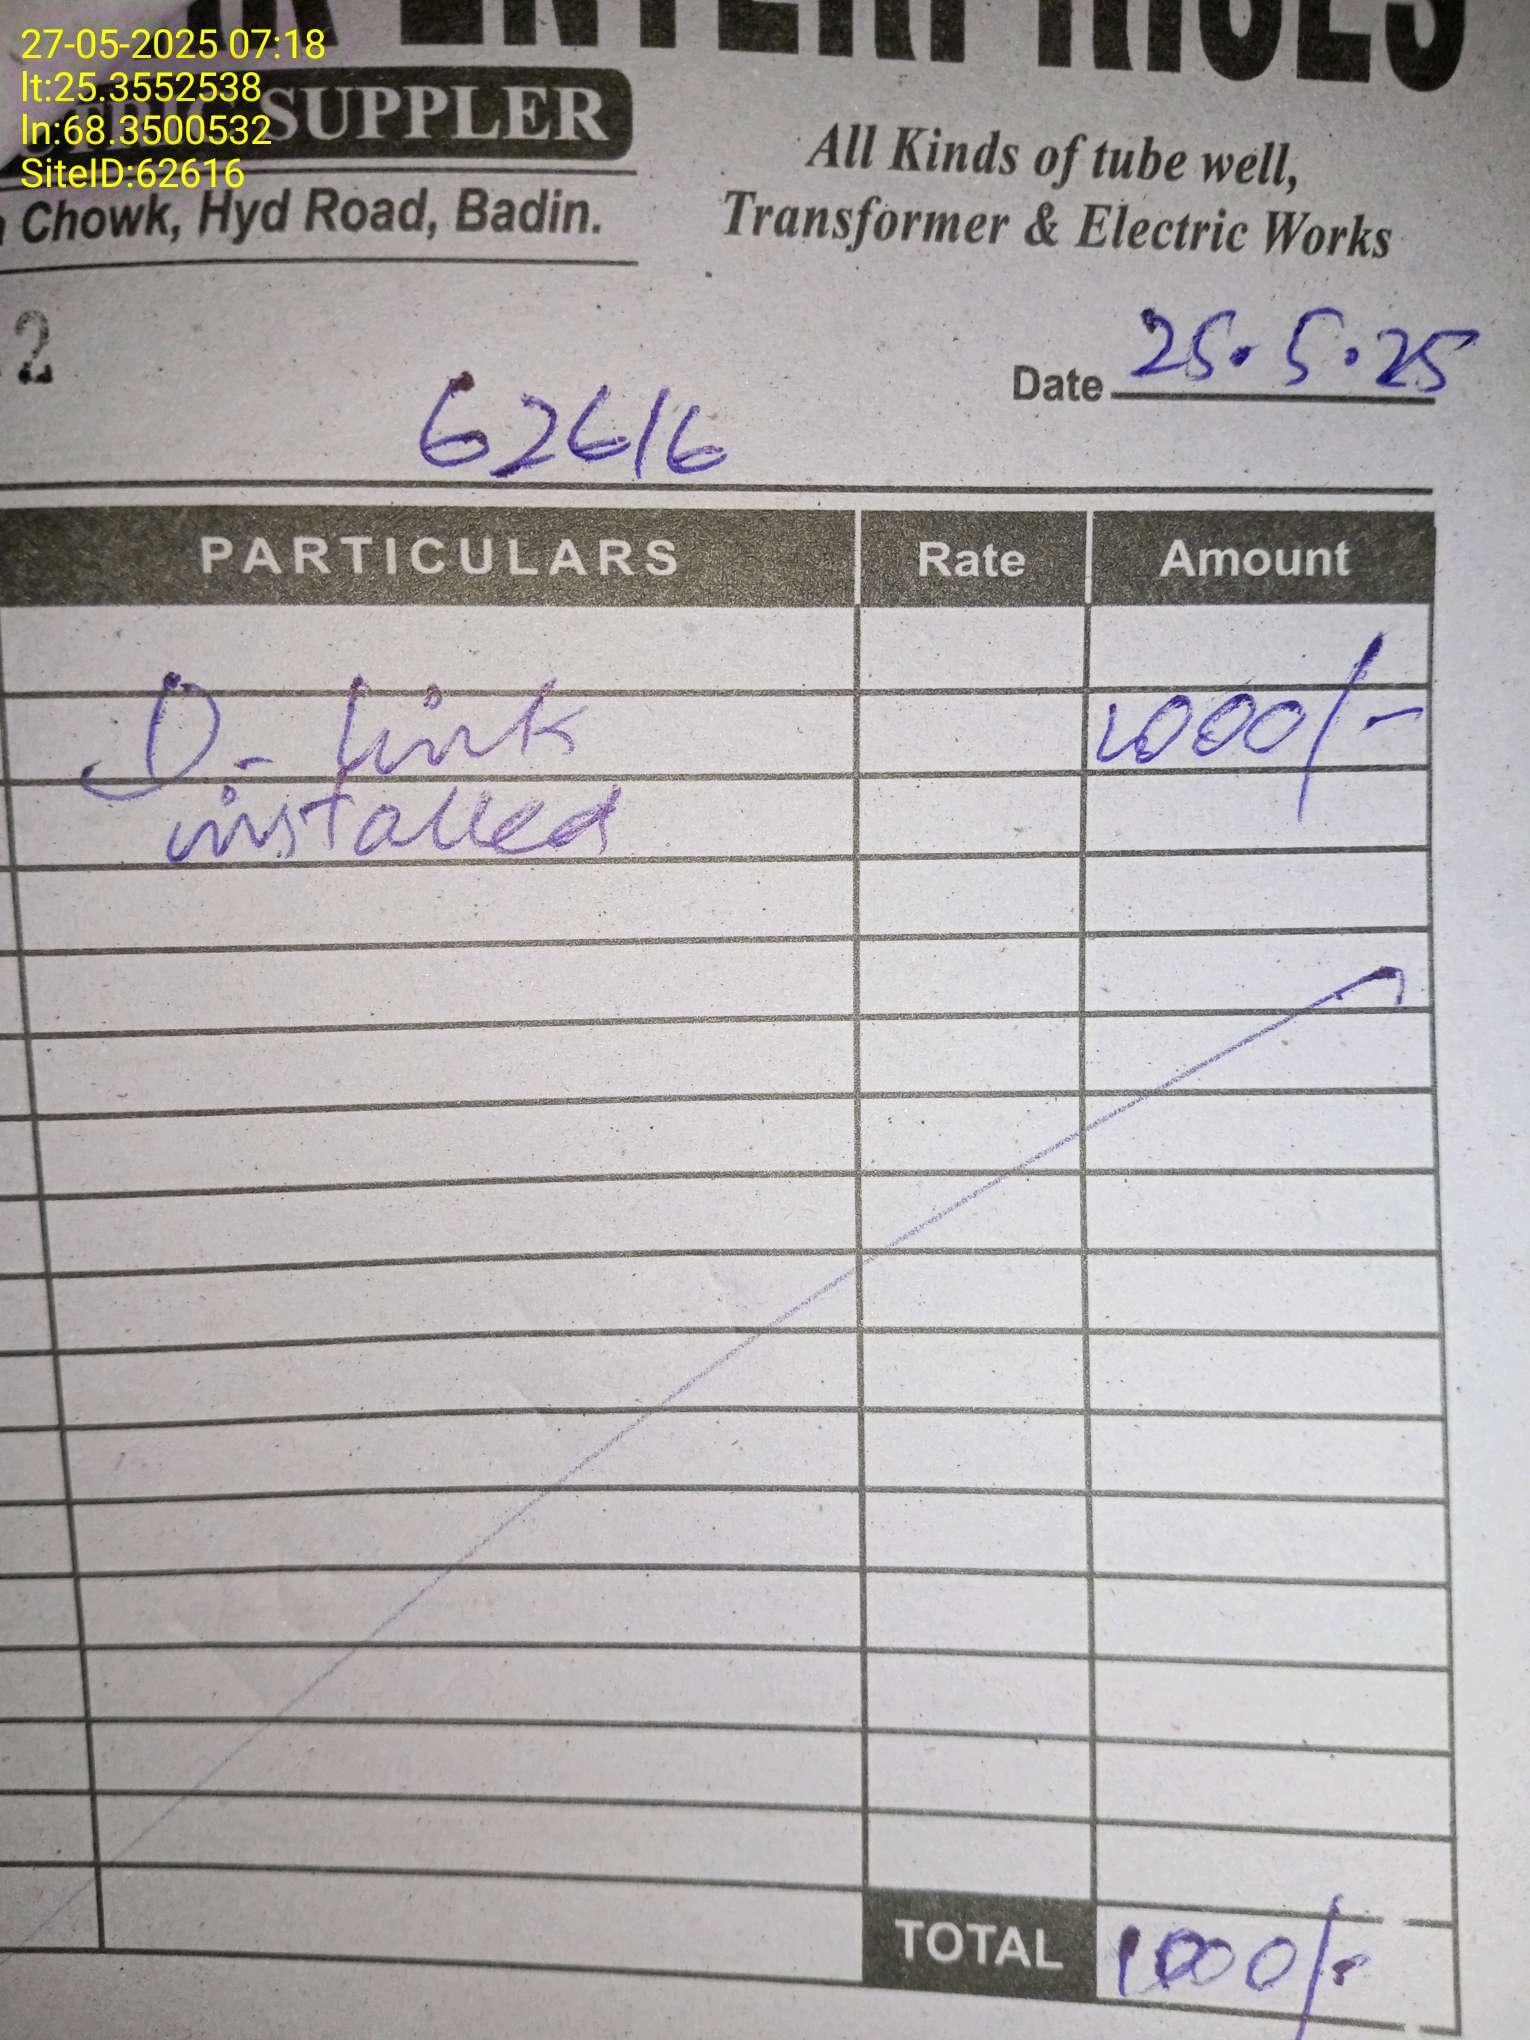 27-05-2025 07:18
lt:25.3552538
ln:68.3500532
SiteID:62616
ENTERPRISES
SUPPLER
Chowk, Hyd Road, Badin.
All Kinds of tube well,
Transformer & Electric Works
2
Date 25.5.25
62616
PARTICULARS Rate Amount
D-link 1000/-
installed
TOTAL 1000/-